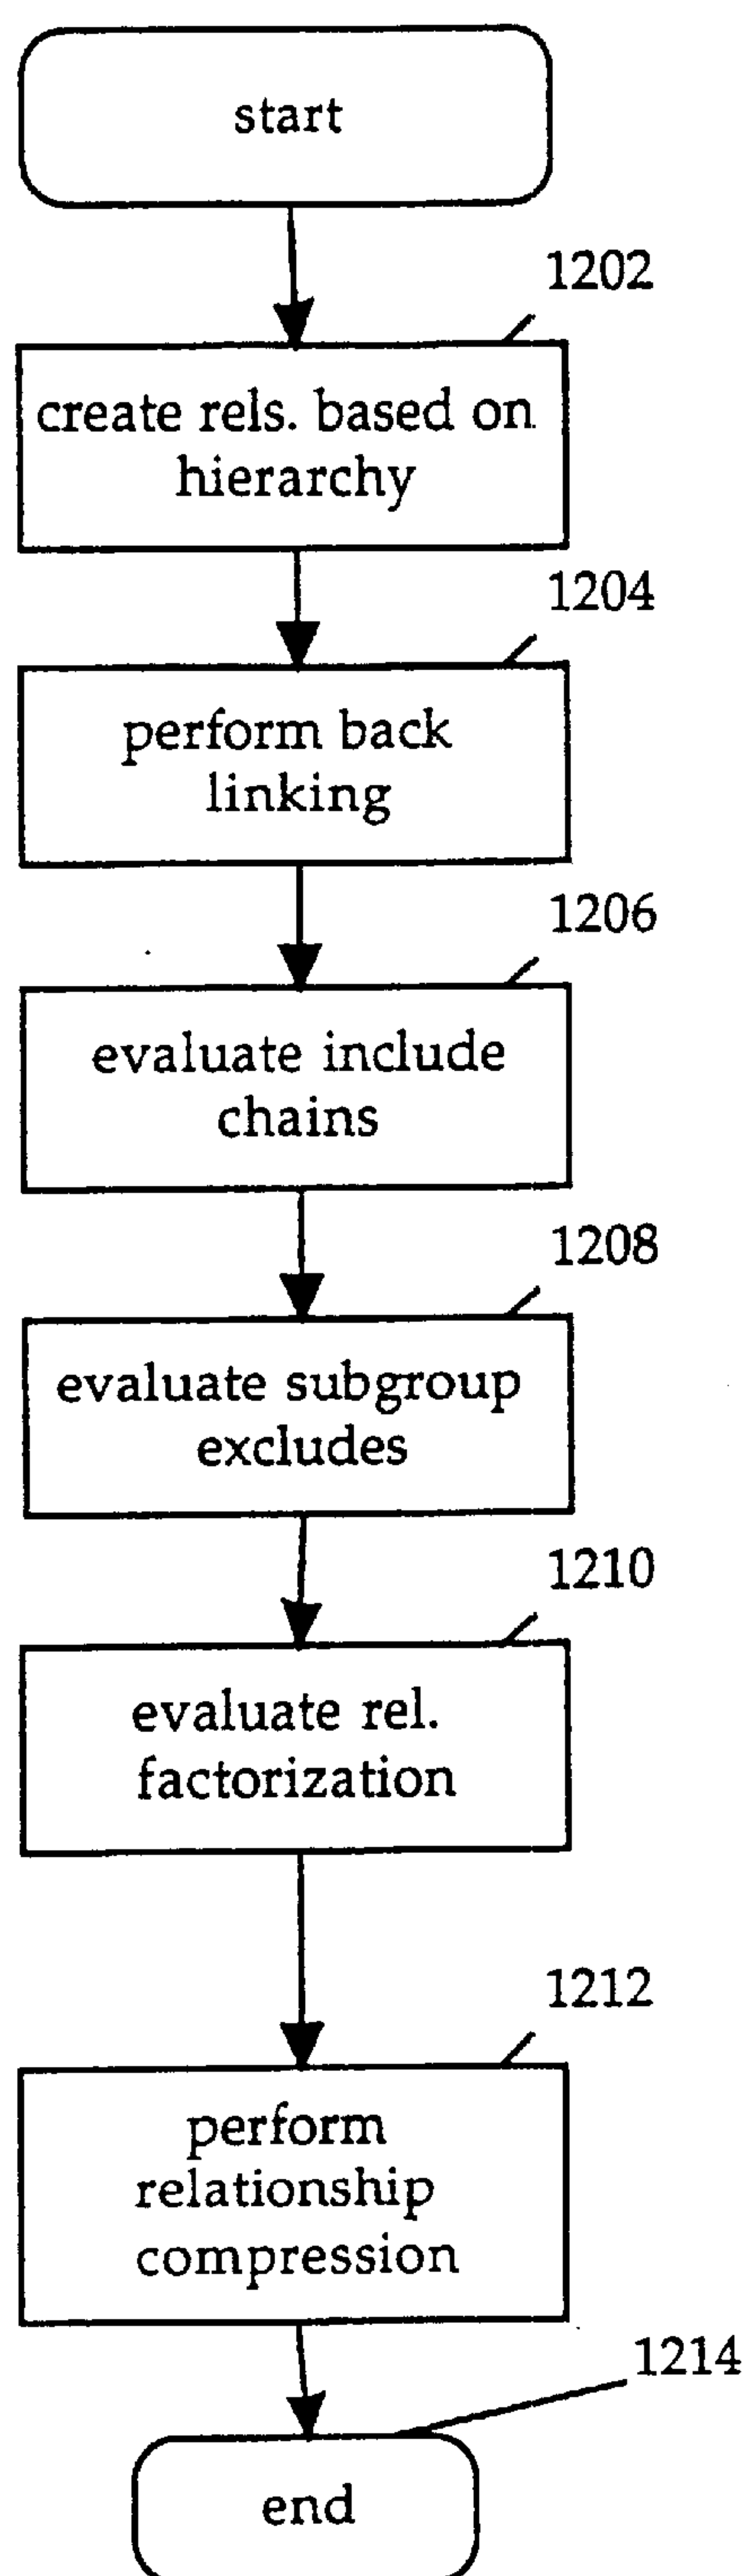 start
1202
create rels. based on
hierarchy
1204
perform back
linking
1206
evaluate include
chains
1208
evaluate subgroup
excludes
1210
evaluate rel.
factorization
1212
perform
relationship
compression
1214
end